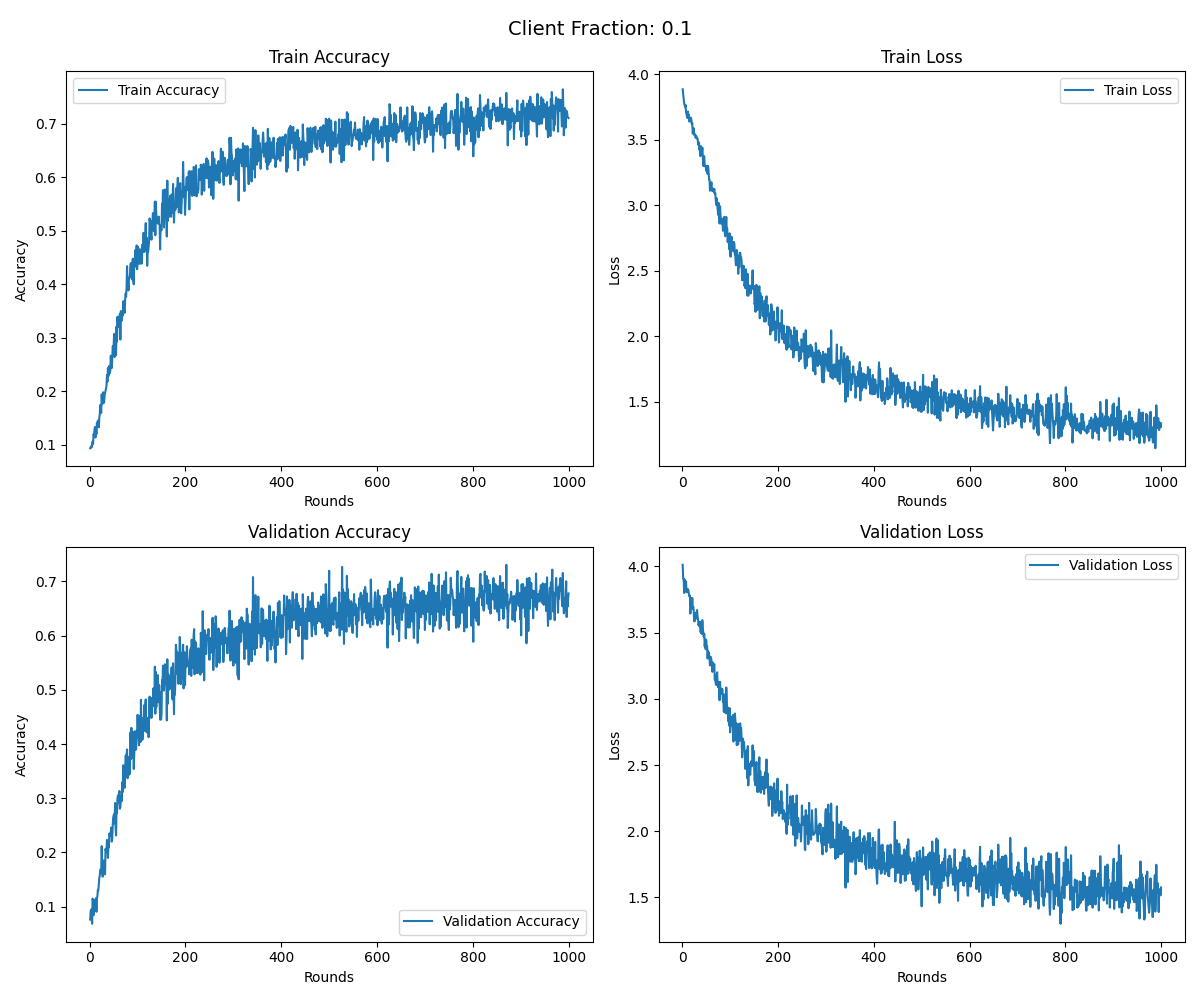 Client Fraction: 0.1
Train Accuracy
Train Accuracy
0.7
0.6
0.5
0.4
0.3
0.2
0.1
Accuracy
0 200 400 600 800 1000
Rounds
Train Loss
Train Loss
4.0
3.5
3.0
2.5
2.0
1.5
Loss
0 200 400 600 800 1000
Rounds
Validation Accuracy
0.7
0.6
0.5
0.4
0.3
0.2
0.1
Accuracy
Validation Accuracy
0 200 400 600 800 1000
Rounds
Validation Loss
Validation Loss
4.0
3.5
3.0
2.5
2.0
1.5
Loss
0 200 400 600 800 1000
Rounds